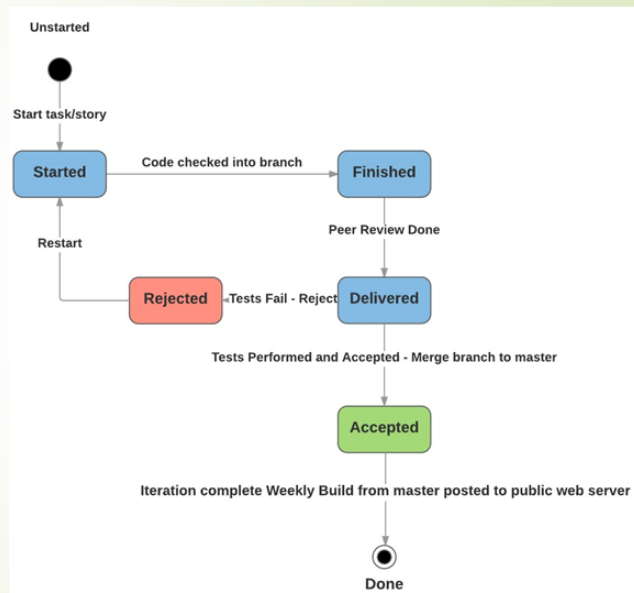 Unstarted
Start task/story
Started
Code checked into branch
Finished
Peer Review Done
Restart
Rejected
Tests Fail - Reject
Delivered
Tests Performed and Accepted - Merge branch to master
Accepted
Iteration complete Weekly Build from master posted to public web server
Done